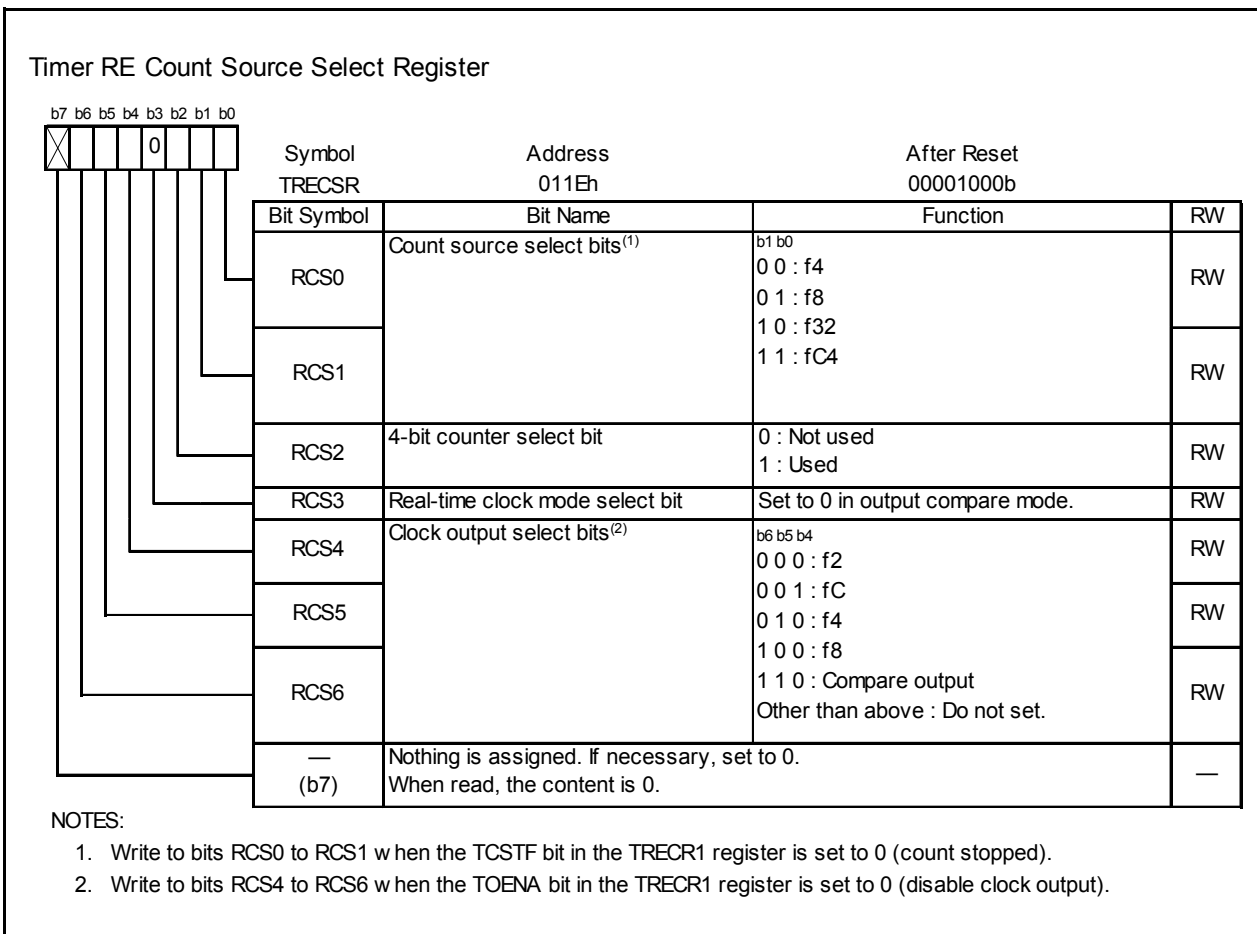 Timer RE Count Source Select Register
b7 b6 b5 b4 b3 b2 b1 b0
0
Symbol Address After Reset
TRECSR 011Eh 00001000b
Bit Symbol Bit Name Function RW
RCS0 Count source select bits(1) b1 b0 RW
0 0 : f4
0 1 : f8
1 0 : f32
RCS1 1 1 : fC4 RW
RCS2 4-bit counter select bit 0 : Not used RW
1 : Used
RCS3 Real-time clock mode select bit Set to 0 in output compare mode. RW
RCS4 Clock output select bits(2) b6 b5 b4 RW
0 0 0 : f2
0 0 1 : fC
RCS5 0 1 0 : f4 RW
1 0 0 : f8
RCS6 1 1 0 : Compare output RW
Other than above : Do not set.
— Nothing is assigned. If necessary, set to 0. —
(b7) When read, the content is 0.
NOTES:
1. Write to bits RCS0 to RCS1 when the TCSTF bit in the TRECR1 register is set to 0 (count stopped).
2. Write to bits RCS4 to RCS6 when the TOENA bit in the TRECR1 register is set to 0 (disable clock output).